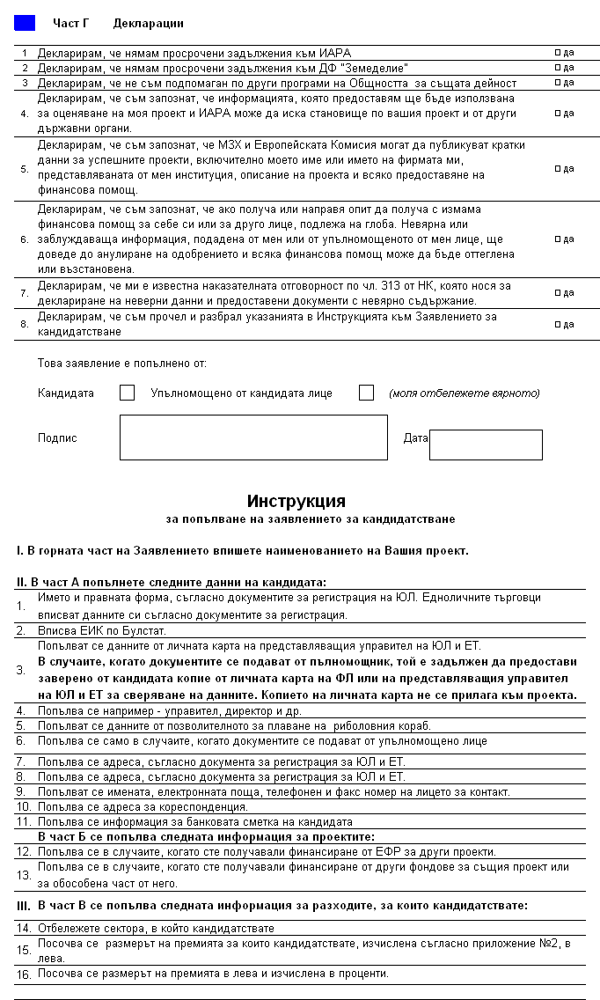 Част Г Декларации
1 Декларирам, че нямам просрочени задължения към ИАРА □ да
2 Декларирам, че нямам просрочени задължения към ДФ "Земеделие" □ да
3 Декларирам, че не съм подпомаган по други програми на Общността за същата дейност □ да
4. Декларирам, че съм запознат, че информацията, която предоставям ще бъде използвана
за оценяване на моя проект и ИАРА може да иска становище по вашия проект и от други □ да
държавни органи.
5. Декларирам, че съм запознат, че МЗХ и Европейската Комисия могат да публикуват кратки
данни за успешните проекти, включително моето име или името на фирмата ми,
представляваната от мен институция, описание на проекта и всяко предоставяне на □ да
финансова помощ.
6. Декларирам, че съм запознат, че ако получа или направя опит да получа с измама
финансова помощ за себе си или за друго лице, подлежа на глоба. Невярна или
заблуждаваща информация, подадена от мен или от упълномощеното от мен лице, ще □ да
доведе до анулиране на одобрението и всяка финансова помощ може да бъде оттеглена
или възстановена.
7. Декларирам, че ми е известна наказателната отговорност по чл. 313 от НК, която нося за □ да
деклариране на неверни данни и предоставени документи с невярно съдържание.
8. Декларирам, че съм прочел и разбрал указанията в Инструкцията към Заявлението за □ да
кандидатстване
Това заявление е попълнено от:
Кандидата Упълномощено от кандидата лице (моля отбележете вярното)
Подпис Дата
Инструкция
за попълване на заявлението за кандидатстване
I. В горната част на Заявлението впишете наименованието на Вашия проект.
II. В част А попълнете следните данни на кандидата:
1. Името и правната форма, съгласно документите за регистрация на ЮЛ. Едноличните търговци
вписват данните си съгласно документите за регистрация.
2. Вписва ЕИК по Булстат.
Попълват се данните от личната карта на представляващия управител на ЮЛ и ЕТ.
3. В случаите, когато документите се подават от пълномощник, той е задължен да предостави
заверено от кандидата копие от личната карта на ФЛ или на представляващия управител
на ЮЛ и ЕТ за сверяване на данните. Копието на личната карта не се прилага към проекта.
4. Попълва се например - управител, директор и др.
5. Попълват се данните от позволителното за плаване на риболовния кораб.
6. Попълва се само в случаите, когато документите се подават от упълномощено лице
7. Попълва се адреса, съгласно документа за регистрация за ЮЛ и ЕТ.
8. Попълва се адреса, съгласно документа за регистрация за ЮЛ и ЕТ.
9. Попълват се имената, електронната поща, телефонен и факс номер на лицето за контакт.
10. Попълва се адреса за кореспонденция.
11. Попълва се информация за банковата сметка на кандидата
В част Б се попълва следната информация за проектите:
12. Попълва се в случаите, когато сте получавали финансиране от ЕФР за други проекти.
13. Попълва се в случаите, когато сте получавали финансиране от други фондове за същия проект или
за обособена част от него.
III. В част В се попълва следната информация за разходите, за които кандидатствате:
14. Отбележете сектора, в който кандидатствате
15. Посочва се размерът на премията за които кандидатствате, изчислена съгласно приложение №2, в
лева.
16. Посочва се размерът на премията в лева и изчислена в проценти.